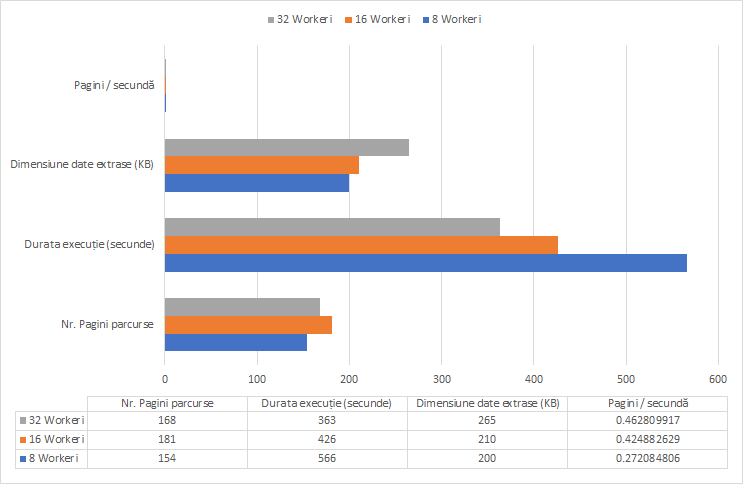 32 Workeri 16 Workeri 8 Workeri
Pagini / secundă
Dimensiune date extrase (KB)
Durata execuție (secunde)
Nr. Pagini parcurse
0 100 200 300 400 500 600
Nr. Pagini parcurse Durata execuție (secunde) Dimensiune date extrase (KB) Pagini / secundă
32 Workeri 168 363 265 0.462809917
16 Workeri 181 426 210 0.424882629
8 Workeri 154 566 200 0.272084806